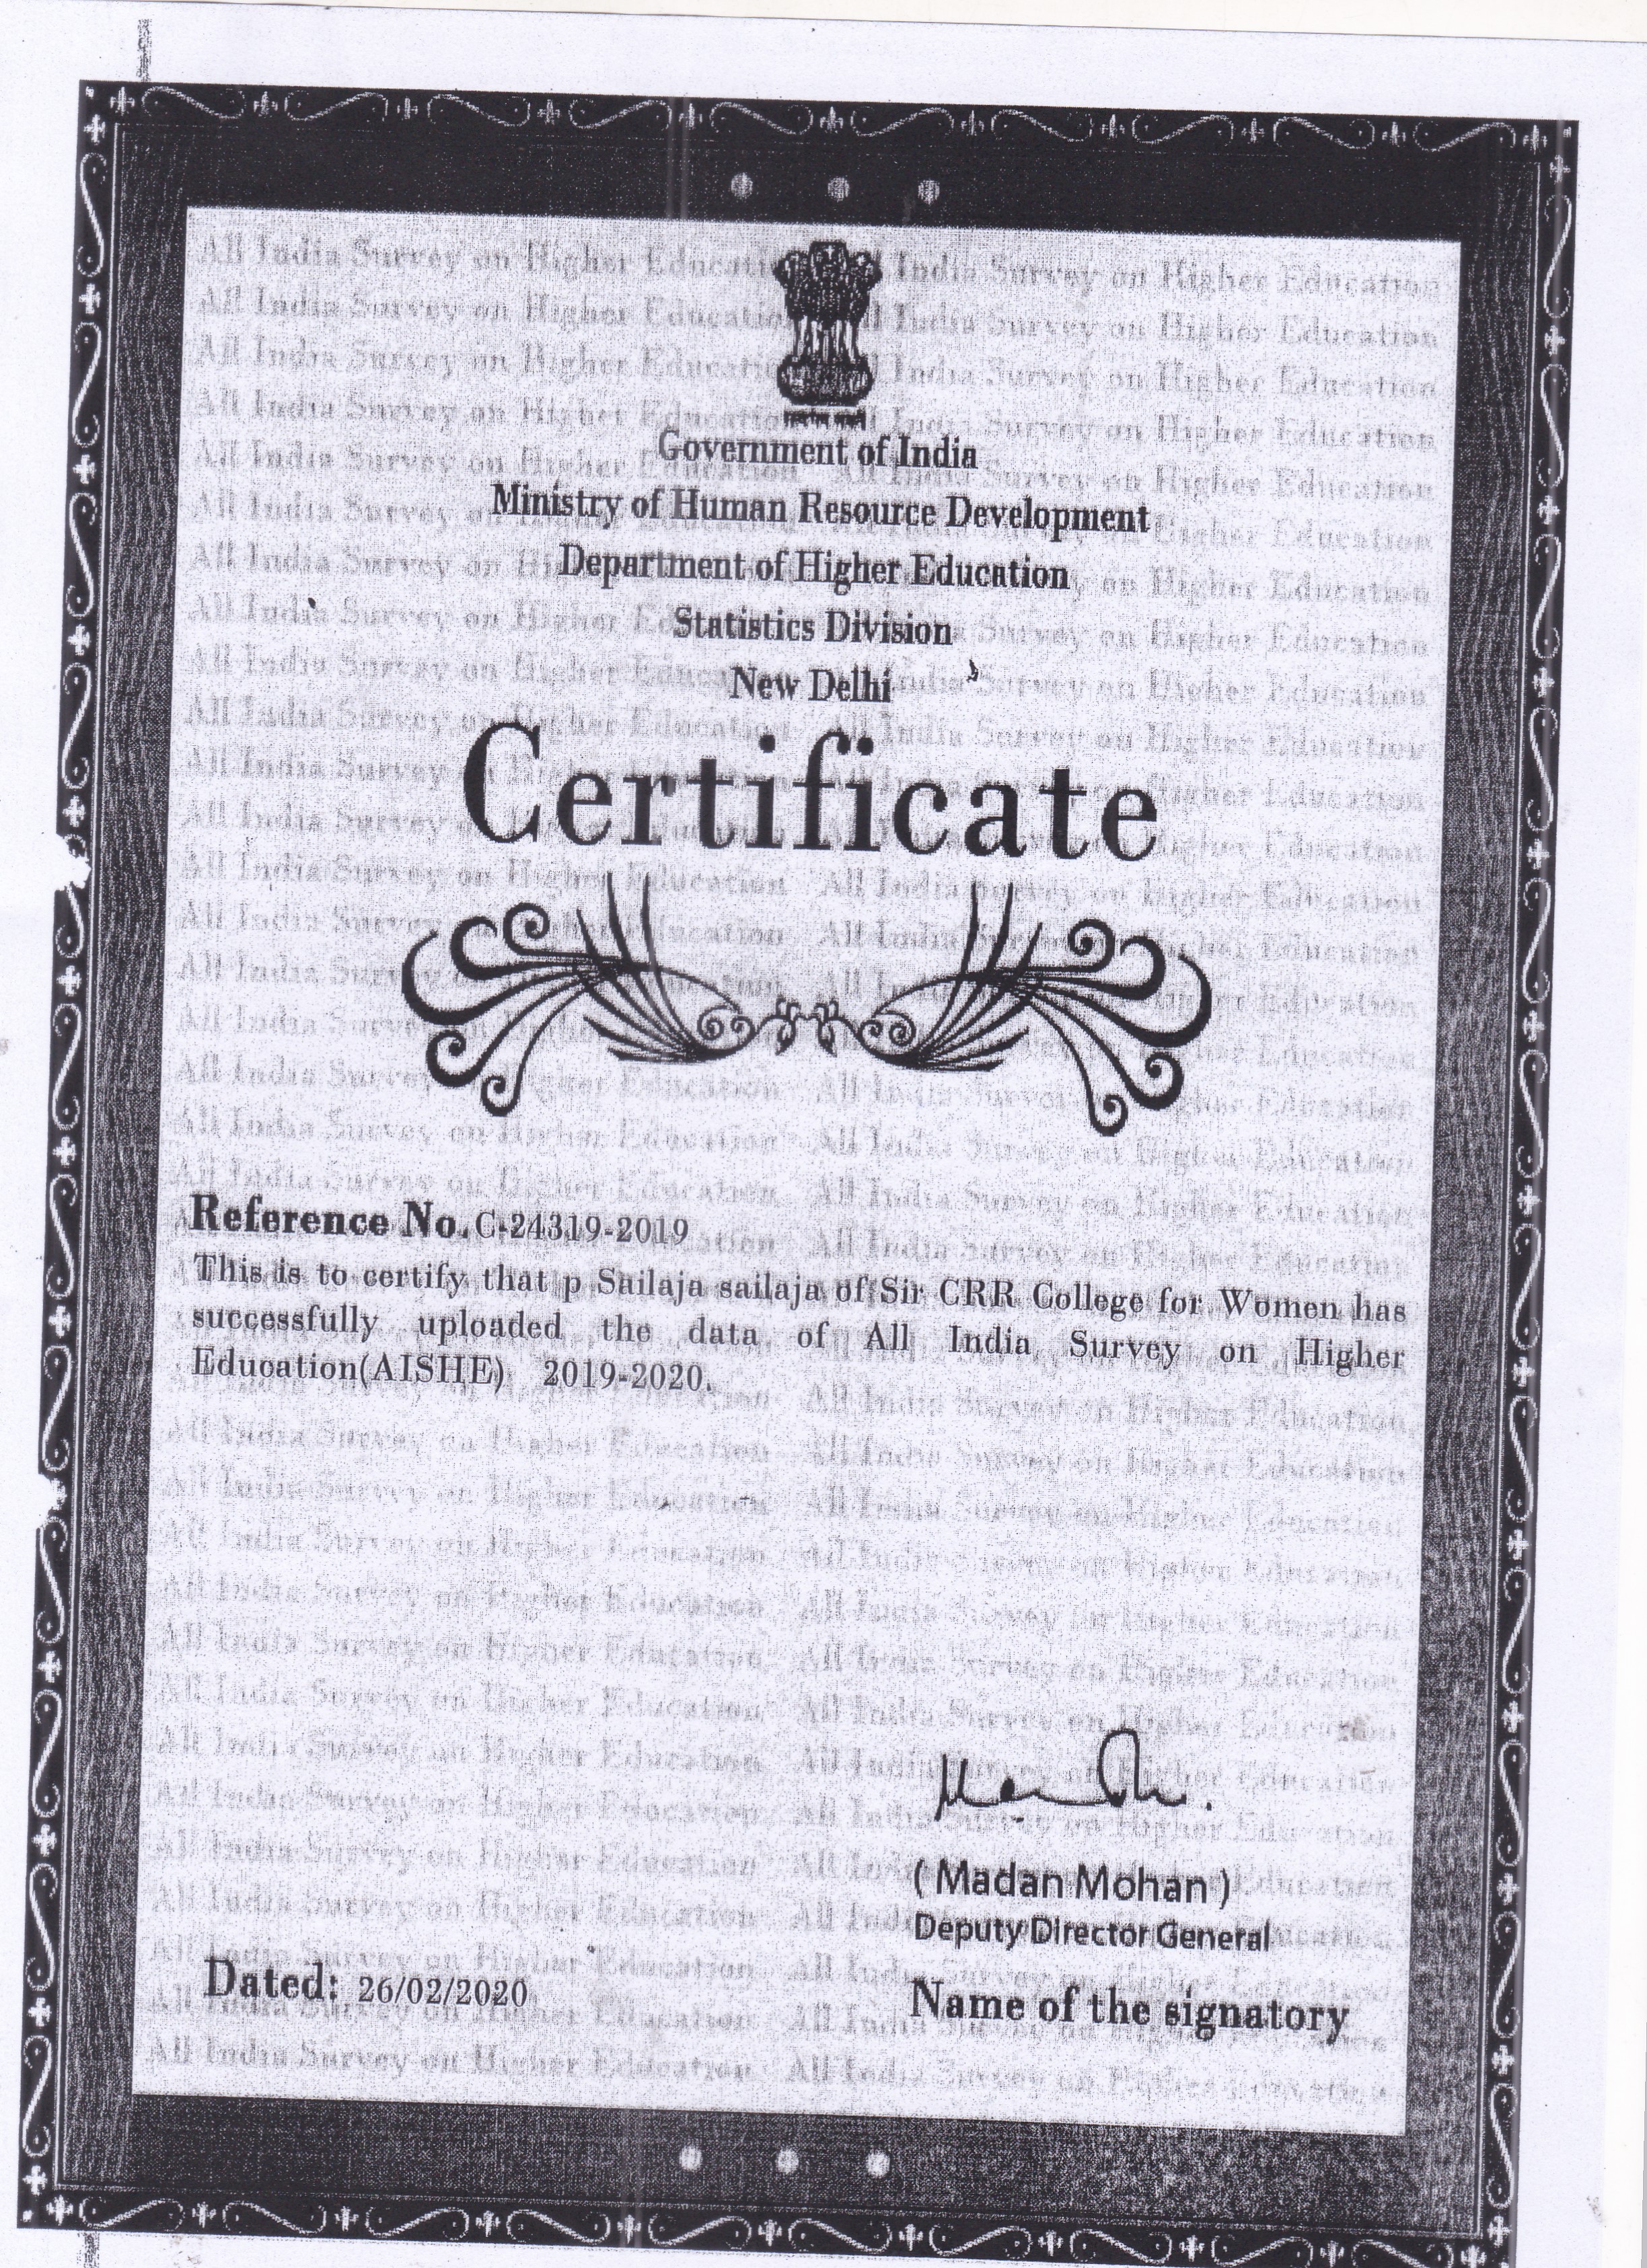 Government of India
Ministry of Human Resource Development
Department of Higher Education
Statistics Division
New Delhi
Certificate
Reference No. C-24319-2019
This is to certify that p Sailaja sailaja of Sir CRR College for Women has
successfully uploaded the data of All India Survey on Higher
Education(AISHE) 2019-2020.
( Madan Mohan )
Deputy Director General
Dated: 26/02/2020
Name of the signatory